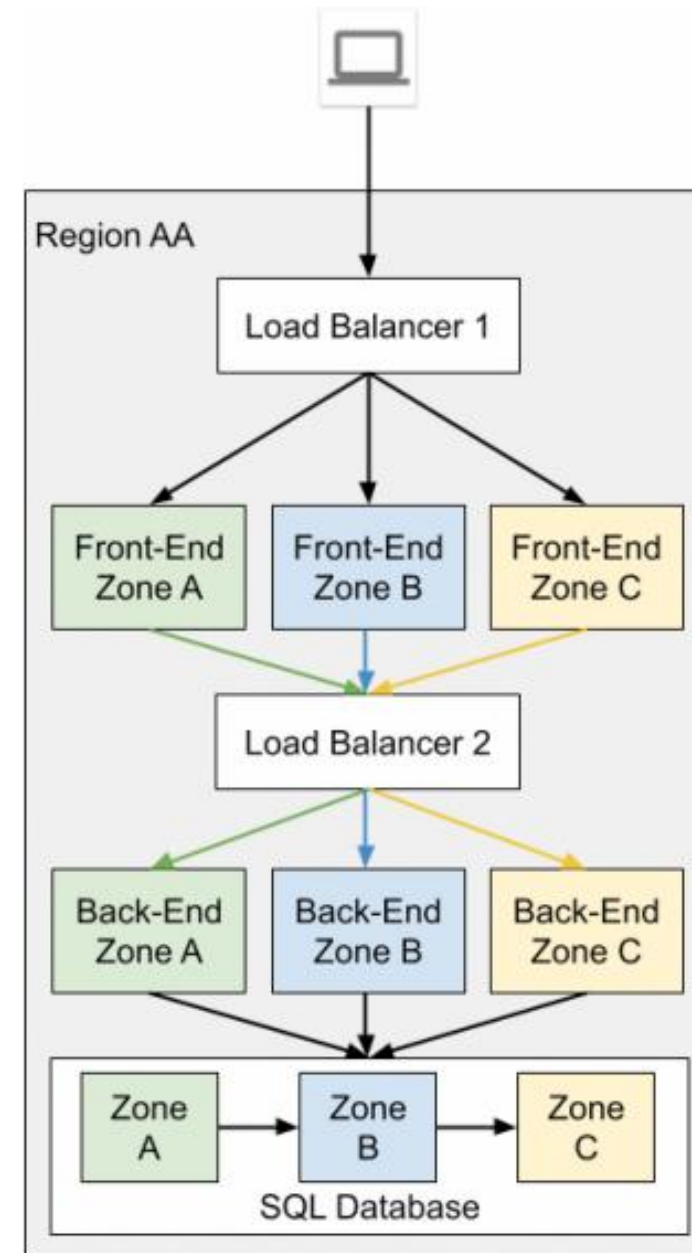 Region AA
Load Balancer 1
Front-End
Zone A
Front-End
Zone B
Front-End
Zone C
Load Balancer 2
Back-End
Zone A
Back-End
Zone B
Back-End
Zone C
Zone
A
Zone
B
Zone
C
SQL Database